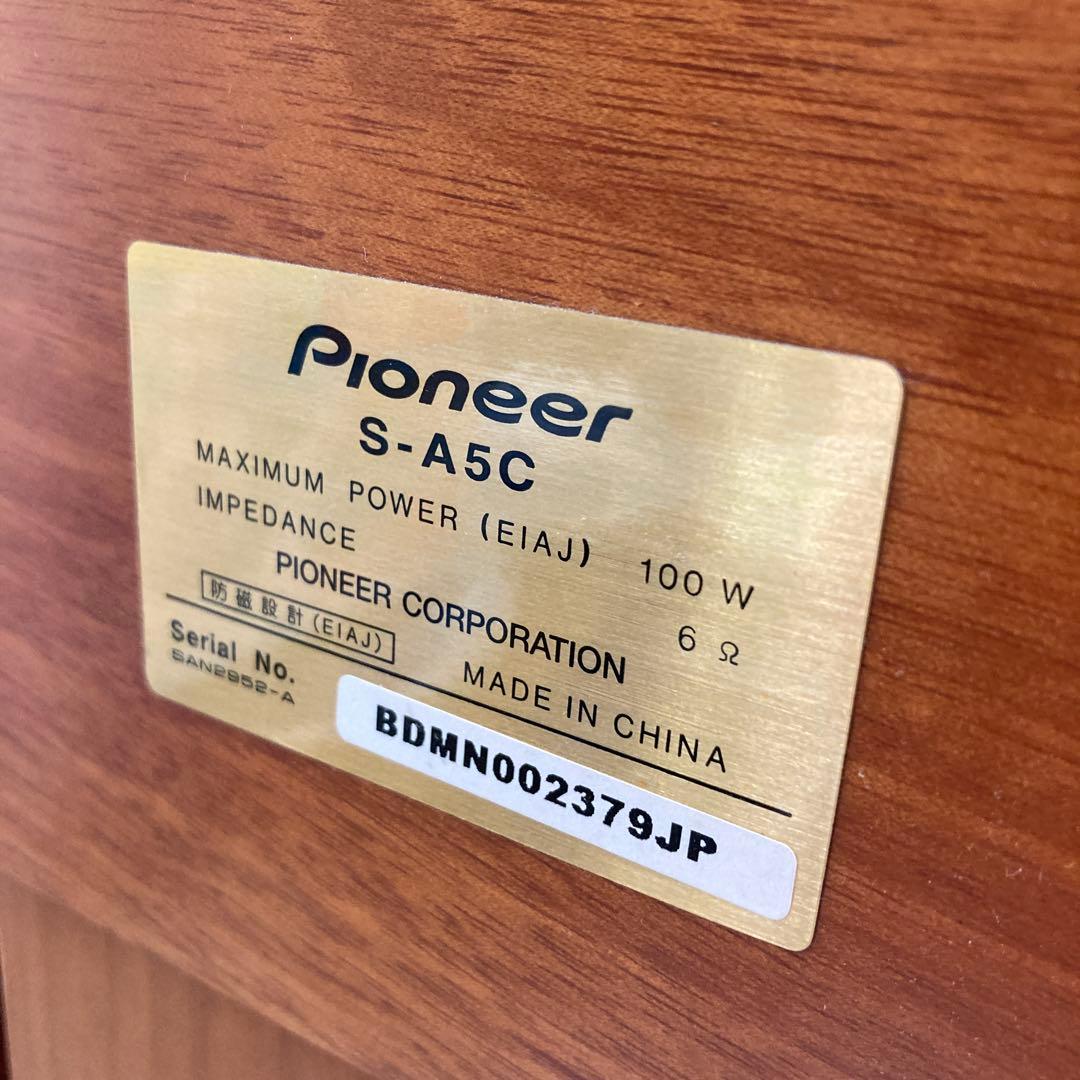 Pioneer
S-A5C
MAXIMUM POWER (EIAJ) 100 W
IMPEDANCE 6 Ω
PIONEER CORPORATION
防磁設計(EIAJ)
MADE IN CHINA
Serial No.
SAN2952-A
BDMN002379JP